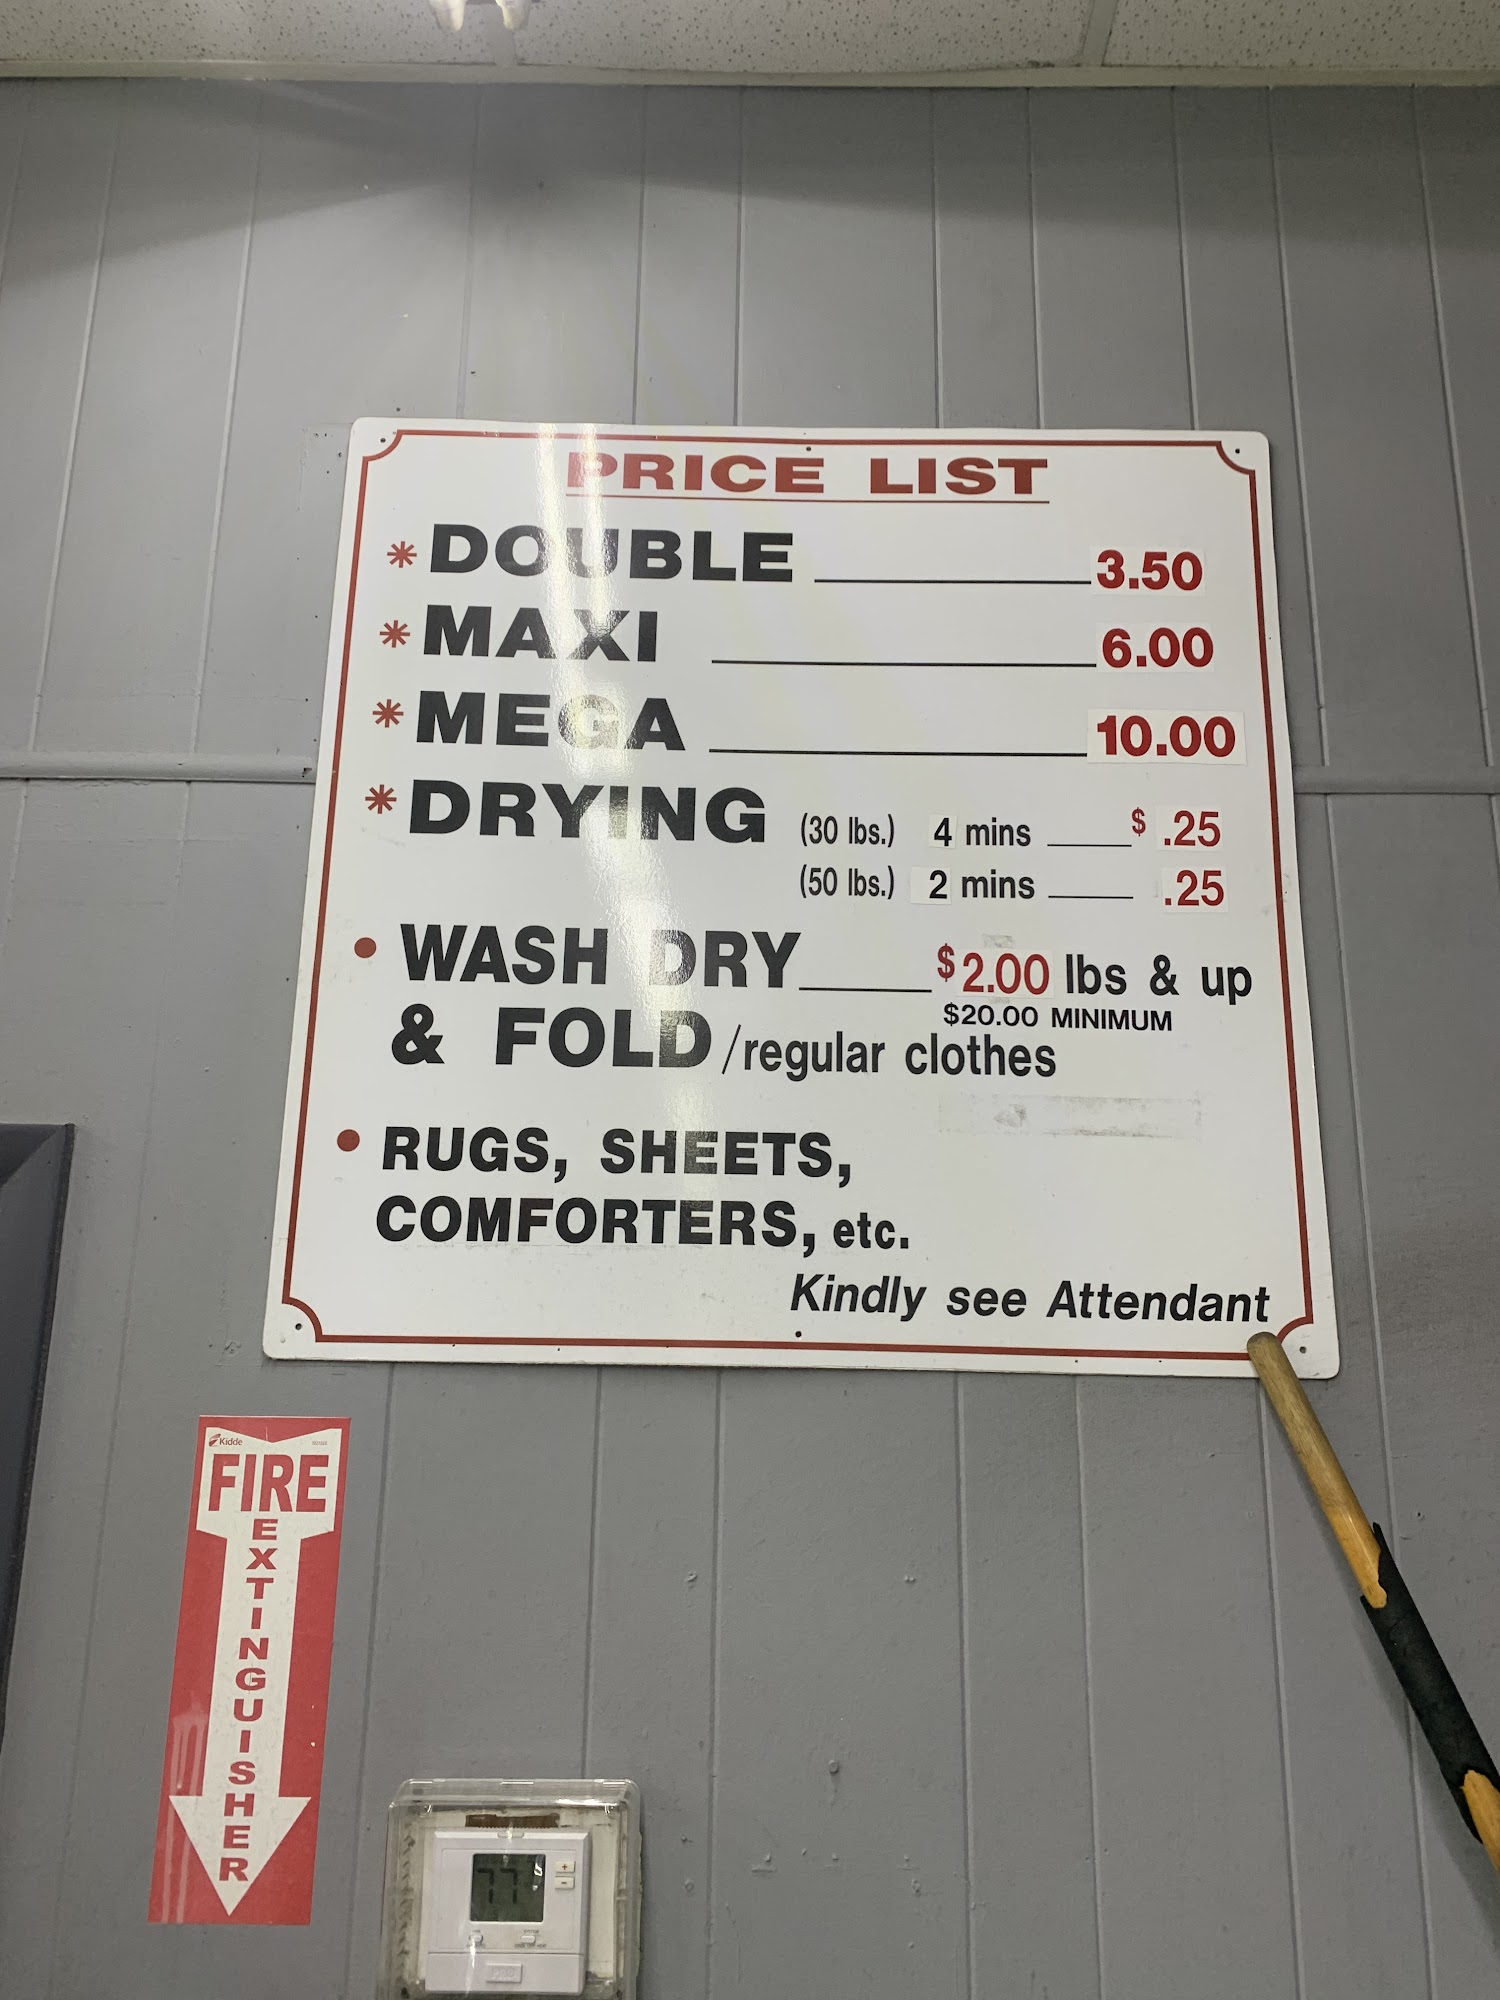 PRICE LIST
* DOUBLE 3.50
* MAXI 6.00
* MEGA 10.00
* DRYING (30 lbs.) 4 mins $ .25
(50 lbs.) 2 mins .25
• WASH DRY $2.00 lbs & up
$20.00 MINIMUM
& FOLD/regular clothes
• RUGS, SHEETS,
COMFORTERS, etc.
Kindly see Attendant
Kidde
FIRE
EXTINGUISHER
77